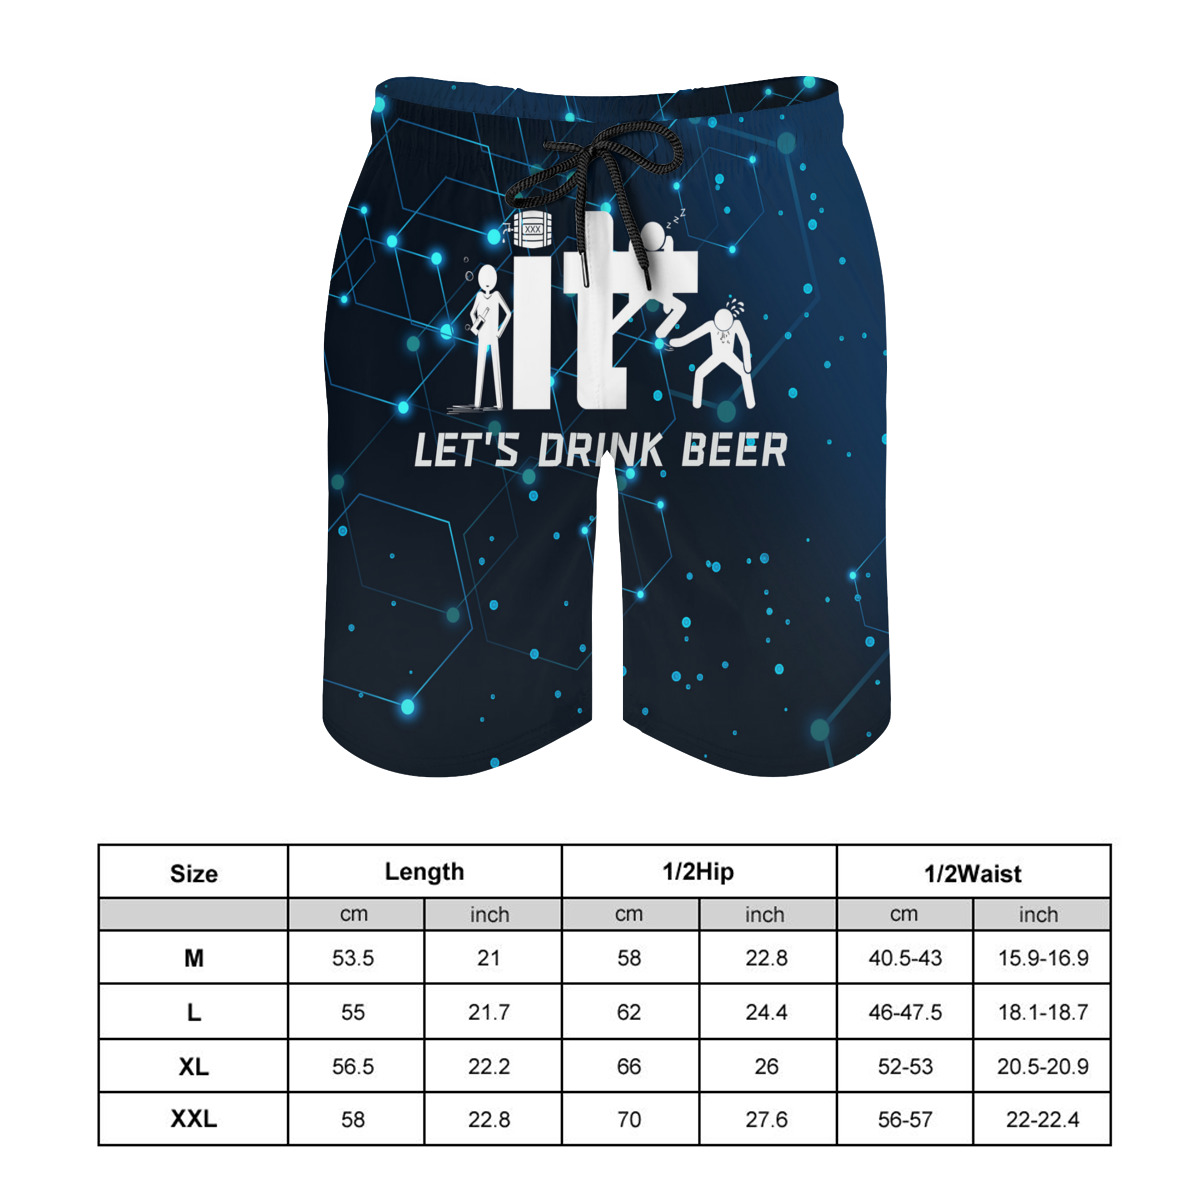 z z z
XXX
it
LET'S DRINK BEER
Size Length 1/2Hip 1/2Waist
cm inch cm inch cm inch
M 53.5 21 58 22.8 40.5-43 15.9-16.9
L 55 21.7 62 24.4 46-47.5 18.1-18.7
XL 56.5 22.2 66 26 52-53 20.5-20.9
XXL 58 22.8 70 27.6 56-57 22-22.4